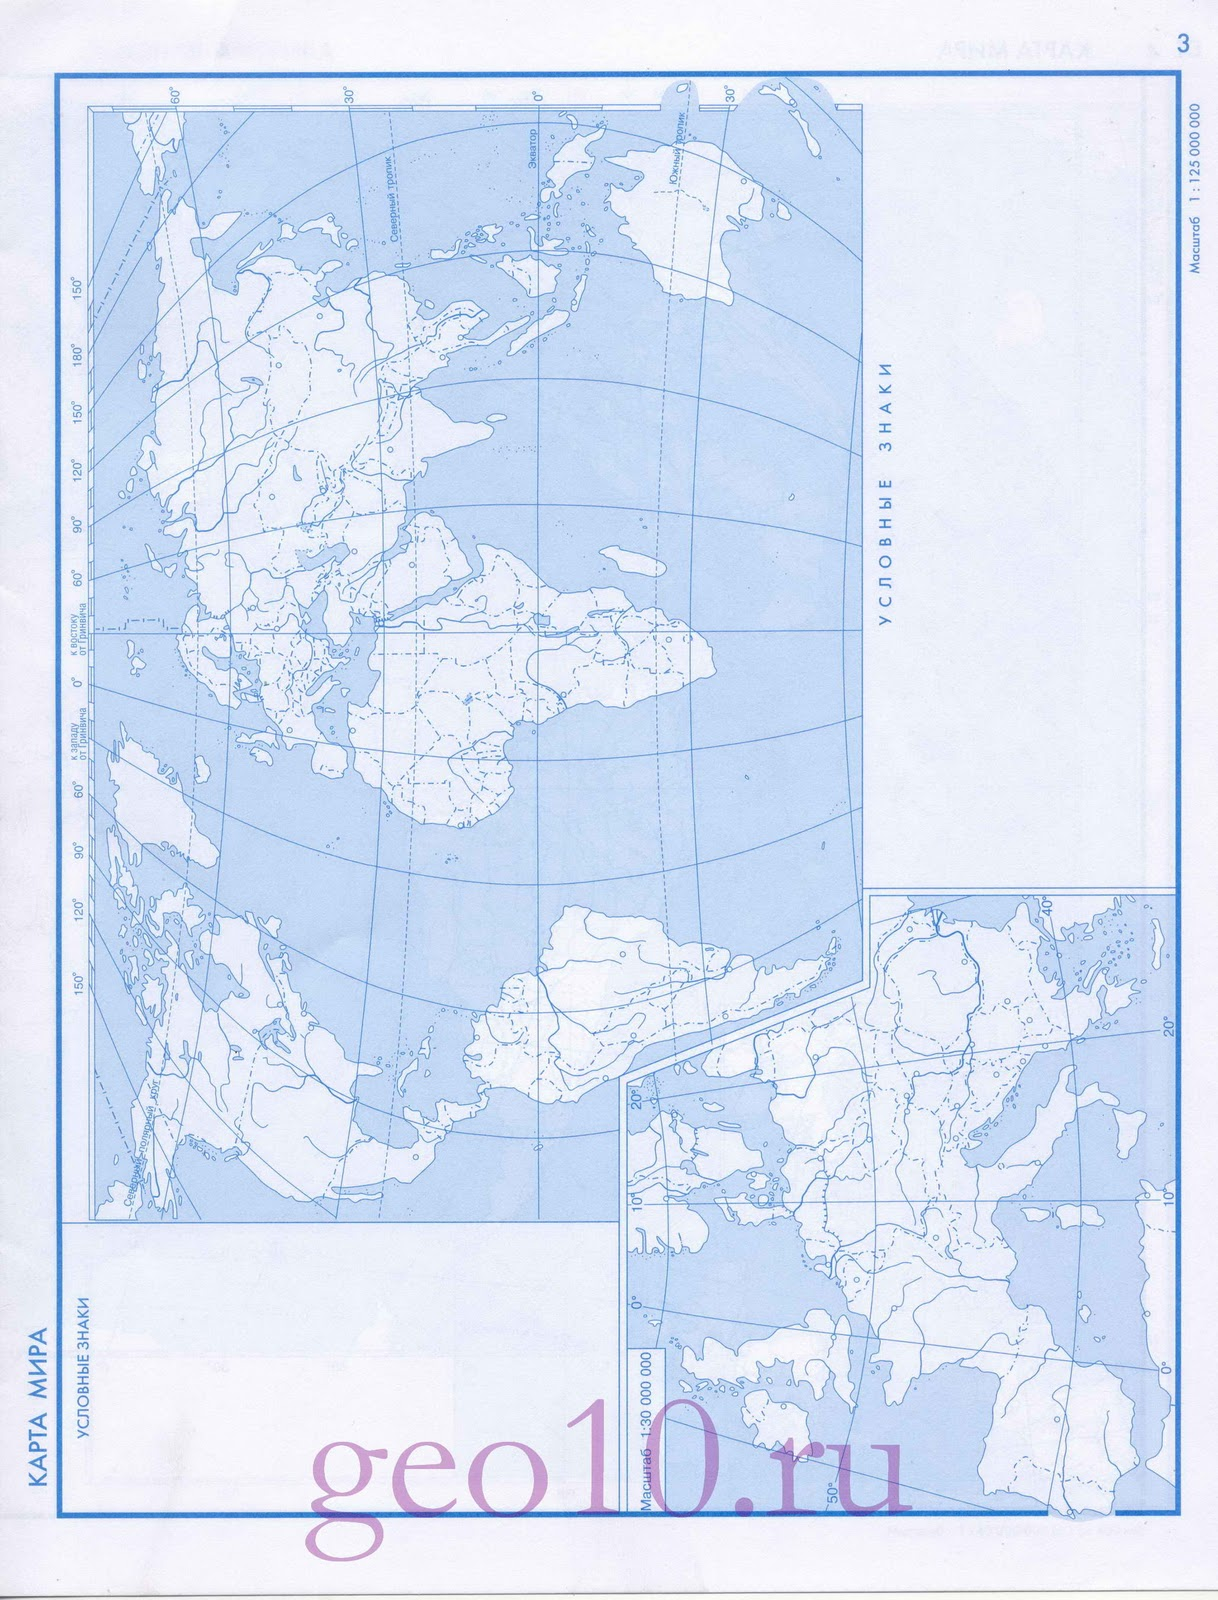 3
КАРТА МИРА
УСЛОВНЫЕ ЗНАКИ
150°
120°
90°
60°
к западу
от Гринвича
0°
к востоку
от Гринвича
60°
90°
120°
150°
180°
150°
60°
30°
0°
30°
Северный полярный круг
Северный тропик
Экватор
Южный тропик
Масштаб 1 : 125 000 000
УСЛОВНЫЕ ЗНАКИ
Масштаб 1:30 000 000
0°
10°
20°
40°
50°
0°
10°
20°
geo10.ru